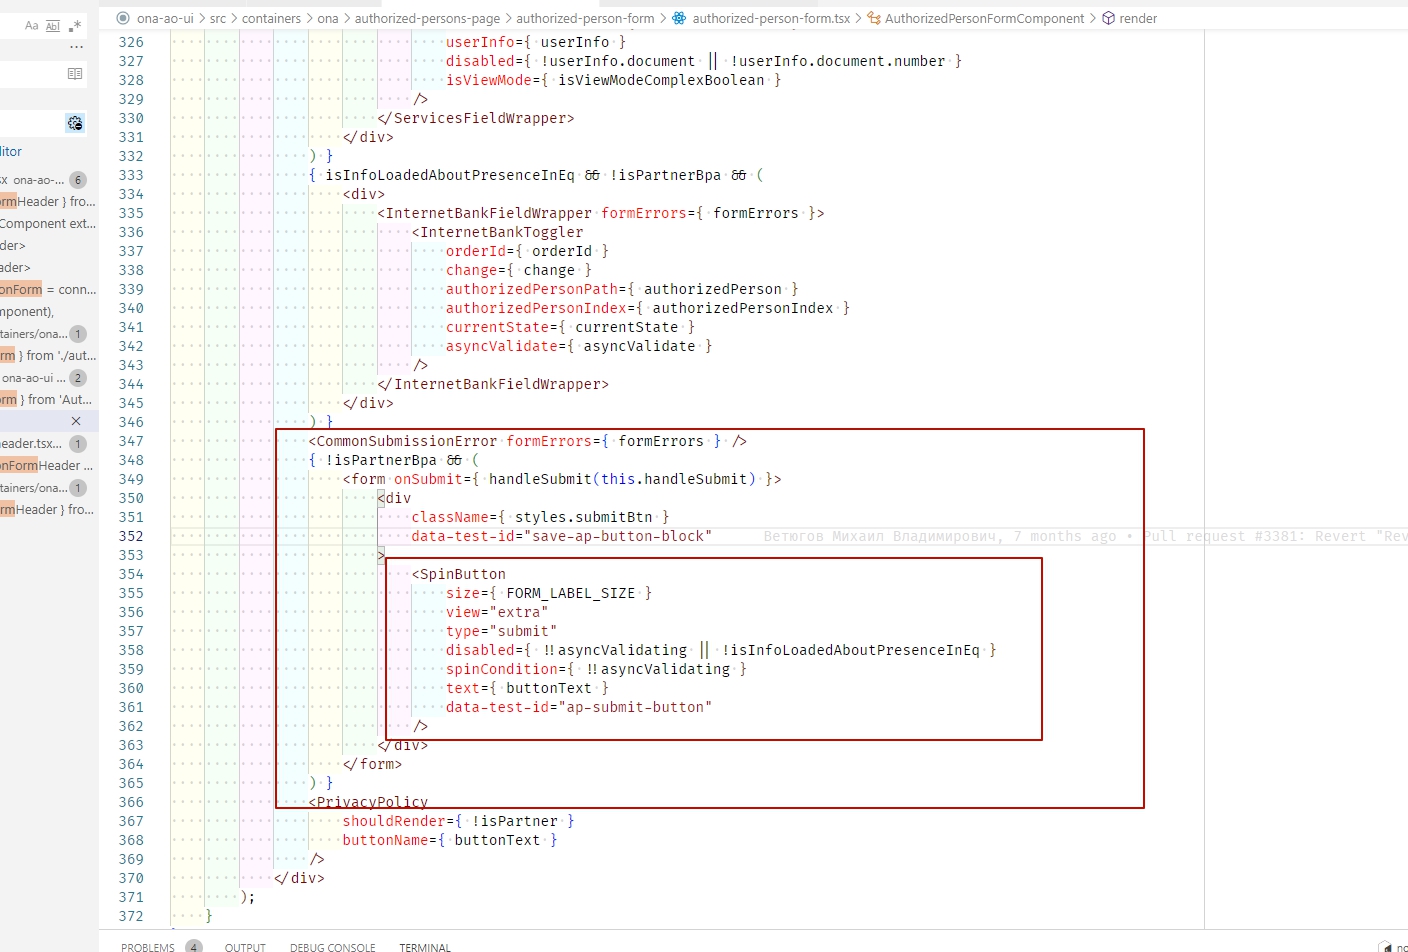 ona-ao-ui > src > containers > ona > authorized-persons-page > authorized-person-form > authorized-person-form.tsx > AuthorizedPersonFormComponent > render
Aa Abl .*
...
litor
sx ona-ao-... 6
ormHeader } fro...
Component ext...
der>
ader>
onForm = conn...
mponent),
tainers/ona... 1
rm } from './aut...
ona-ao-ui ... 2
rm } from 'Aut...
eader.tsx... 1
onFormHeader ...
tainers/ona... 1
rmHeader } fro...
326 userInfo={ userInfo }
327 disabled={ !userInfo.document || !userInfo.document.number }
328 isViewMode={ isViewModeComplexBoolean }
329 />
330 </ServicesFieldWrapper>
331 </div>
332 ) }
333 { isInfoLoadedAboutPresenceInEq && !isPartnerBpa && (
334 <div>
335 <InternetBankFieldWrapper formErrors={ formErrors }>
336 <InternetBankToggler
337 orderId={ orderId }
338 change={ change }
339 authorizedPersonPath={ authorizedPerson }
340 authorizedPersonIndex={ authorizedPersonIndex }
341 currentState={ currentState }
342 asyncValidate={ asyncValidate }
343 />
344 </InternetBankFieldWrapper>
345 </div>
346 ) }
347 <CommonSubmissionError formErrors={ formErrors } />
348 { !isPartnerBpa && (
349 <form onSubmit={ handleSubmit(this.handleSubmit) }>
350 <div
351 className={ styles.submitBtn }
352 data-test-id="save-ap-button-block" Ветюгов Михаил Владимирович, 7 months ago • Pull request #3381: Revert "Rev
353 >
354 <SpinButton
355 size={ FORM_LABEL_SIZE }
356 view="extra"
357 type="submit"
358 disabled={ !!asyncValidating || !isInfoLoadedAboutPresenceInEq }
359 spinCondition={ !!asyncValidating }
360 text={ buttonText }
361 data-test-id="ap-submit-button"
362 />
363 </div>
364 </form>
365 ) }
366 <PrivacyPolicy
367 shouldRender={ !isPartner }
368 buttonName={ buttonText }
369 />
370 </div>
371 );
372 }
PROBLEMS 4 OUTPUT DEBUG CONSOLE TERMINAL